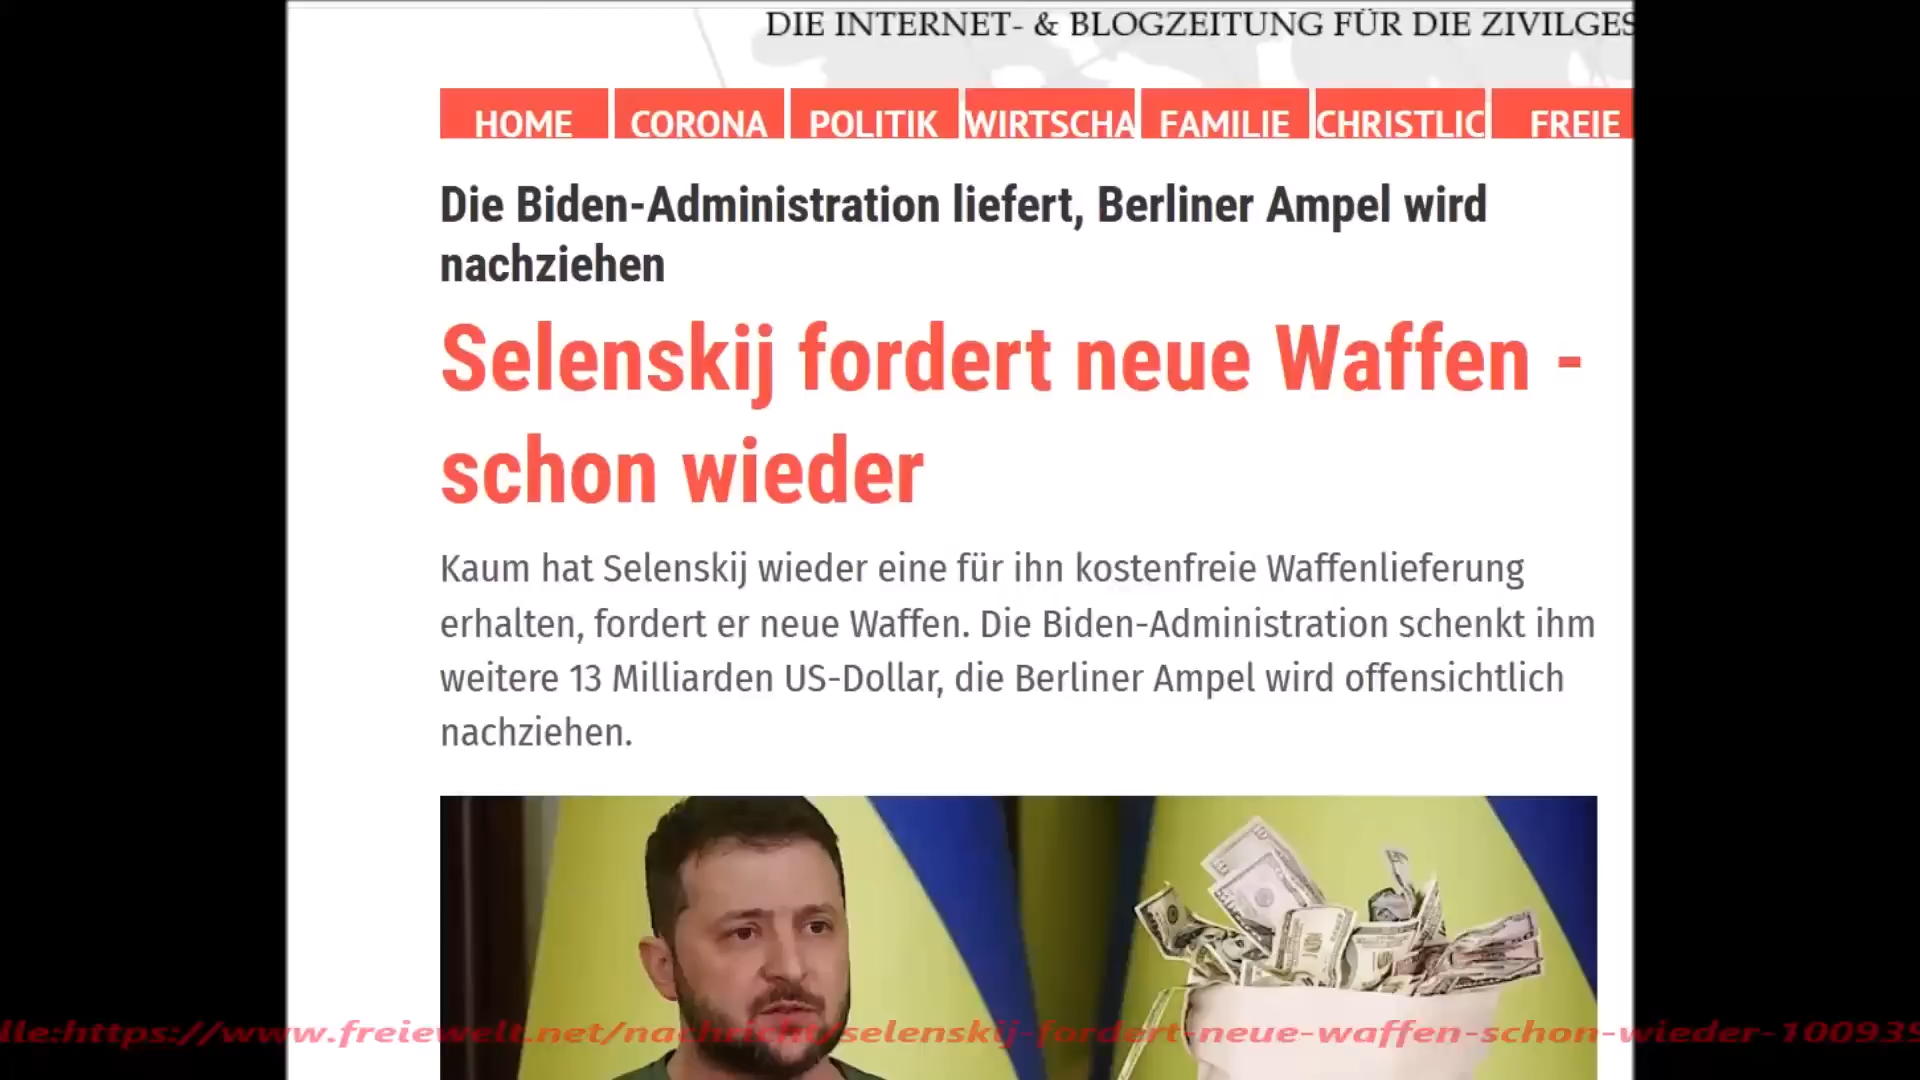 DIE INTERNET- & BLOGZEITUNG FÜR DIE ZIVILGES
HOME CORONA POLITIK WIRTSCHA FAMILIE CHRISTLIC FREIE
Die Biden-Administration liefert, Berliner Ampel wird
nachziehen
Selenskij fordert neue Waffen -
schon wieder
Kaum hat Selenskij wieder eine für ihn kostenfreie Waffenlieferung
erhalten, fordert er neue Waffen. Die Biden-Administration schenkt ihm
weitere 13 Milliarden US-Dollar, die Berliner Ampel wird offensichtlich
nachziehen.
lle:https://www.freiewelt.net/nachricht/selenskij-fordert-neue-waffen-schon-wieder-100939